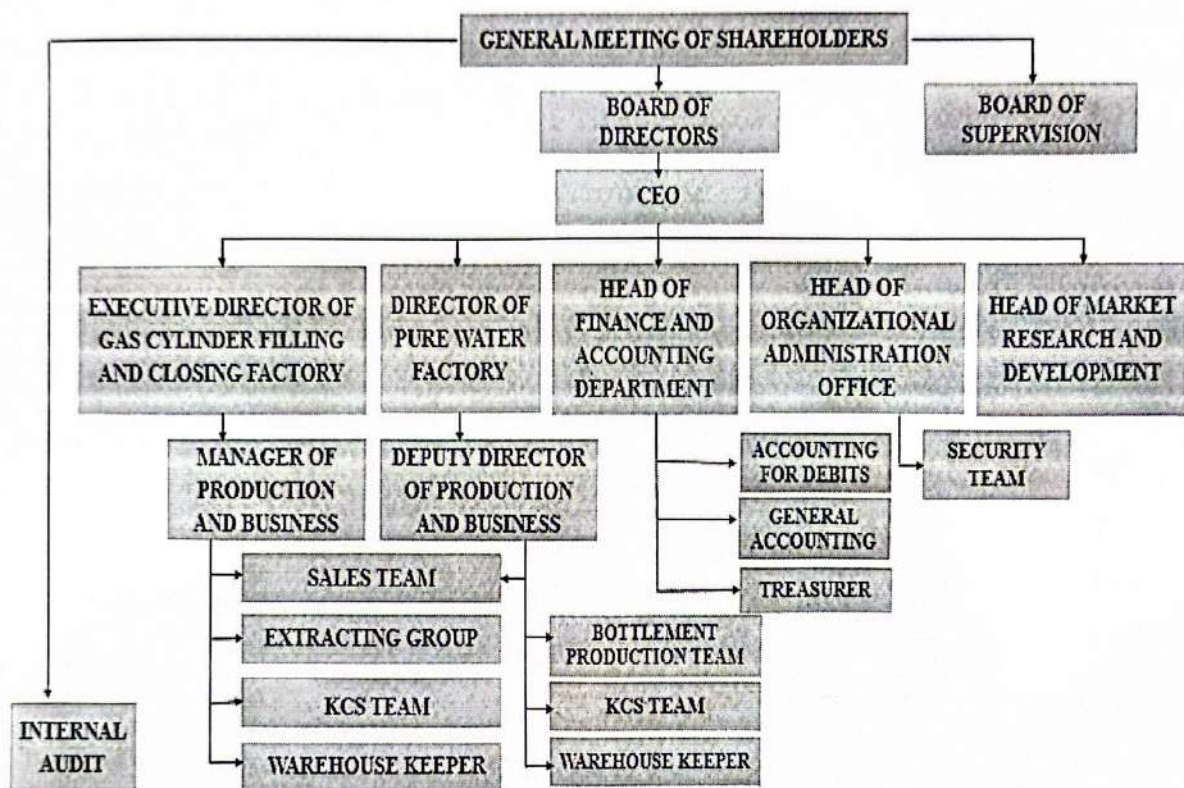 GENERAL MEETING OF SHAREHOLDERS
BOARD OF
DIRECTORS
BOARD OF
SUPERVISION
CEO
EXECUTIVE DIRECTOR OF
GAS CYLINDER FILLING
AND CLOSING FACTORY
DIRECTOR OF
PURE WATER
FACTORY
HEAD OF
FINANCE AND
ACCOUNTING
DEPARTMENT
HEAD OF
ORGANIZATIONAL
ADMINISTRATION
OFFICE
HEAD OF MARKET
RESEARCH AND
DEVELOPMENT
MANAGER OF
PRODUCTION
AND BUSINESS
DEPUTY DIRECTOR
OF PRODUCTION
AND BUSINESS
ACCOUNTING
FOR DEBITS
SECURITY
TEAM
GENERAL
ACCOUNTING
TREASURER
SALES TEAM
EXTRACTING GROUP
BOTTLEMENT
PRODUCTION TEAM
KCS TEAM
KCS TEAM
WAREHOUSE KEEPER
WAREHOUSE KEEPER
INTERNAL
AUDIT